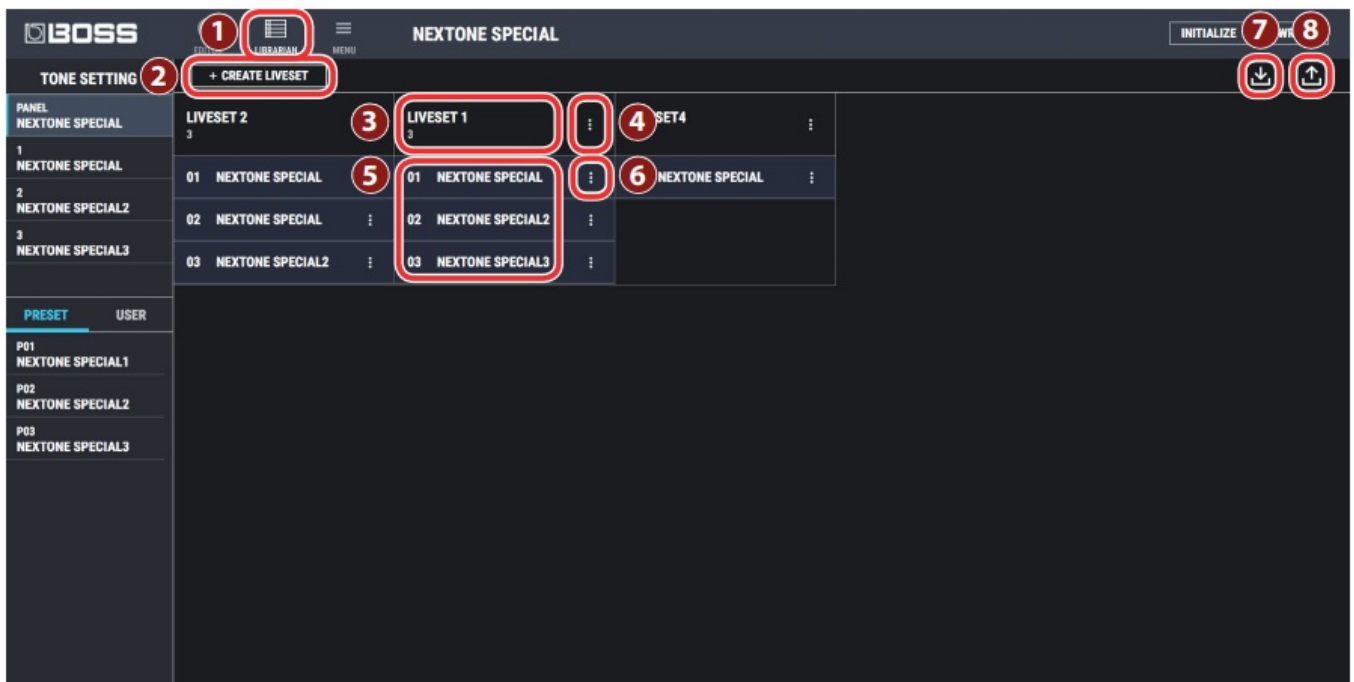 BOSS
1
LIBRARIAN
MENU
NEXTONE SPECIAL
INITIALIZE
7
8
TONE SETTING
2
+ CREATE LIVESET
PANEL
NEXTONE SPECIAL
1
NEXTONE SPECIAL
2
NEXTONE SPECIAL2
3
NEXTONE SPECIAL3
LIVESET 2
3
3
LIVESET 1
3
4
SET4
01 NEXTONE SPECIAL
5
01 NEXTONE SPECIAL
6
NEXTONE SPECIAL
02 NEXTONE SPECIAL
02 NEXTONE SPECIAL2
03 NEXTONE SPECIAL2
03 NEXTONE SPECIAL3
PRESET USER
P01
NEXTONE SPECIAL1
P02
NEXTONE SPECIAL2
P03
NEXTONE SPECIAL3